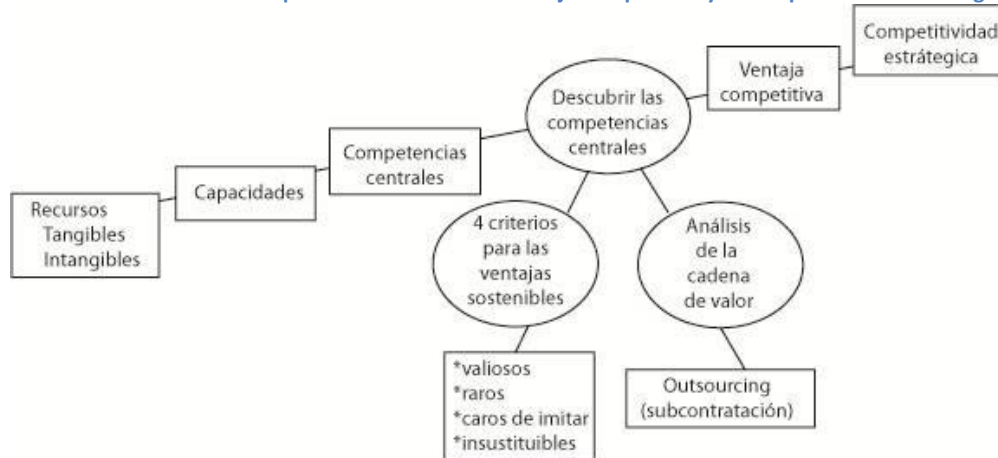 Competitividad
estrátegica
Ventaja
competitiva
Descubrir las
competencias
centrales
Competencias
centrales
Capacidades
Recursos
Tangibles
Intangibles
4 criterios
para las
ventajas
sostenibles
Análisis
de la
cadena
de valor
*valiosos
*raros
*caros de imitar
*insustituibles
Outsourcing
(subcontratación)